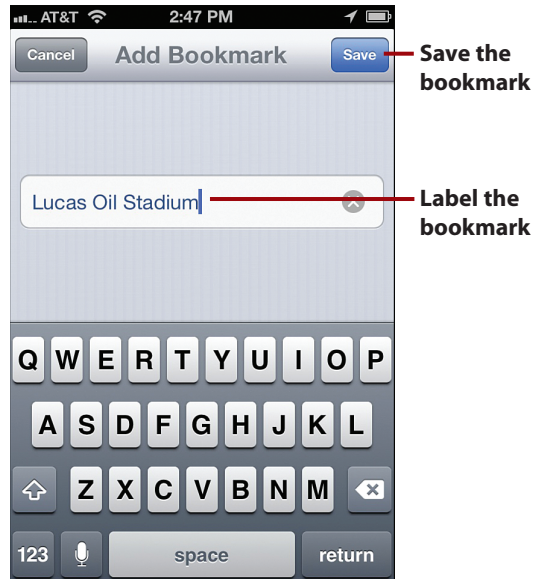 AT&T 2:47 PM
Cancel Add Bookmark Save
Save the
bookmark
Lucas Oil Stadium
Label the
bookmark
Q W E R T Y U I O P
A S D F G H J K L
Z X C V B N M
123 space return